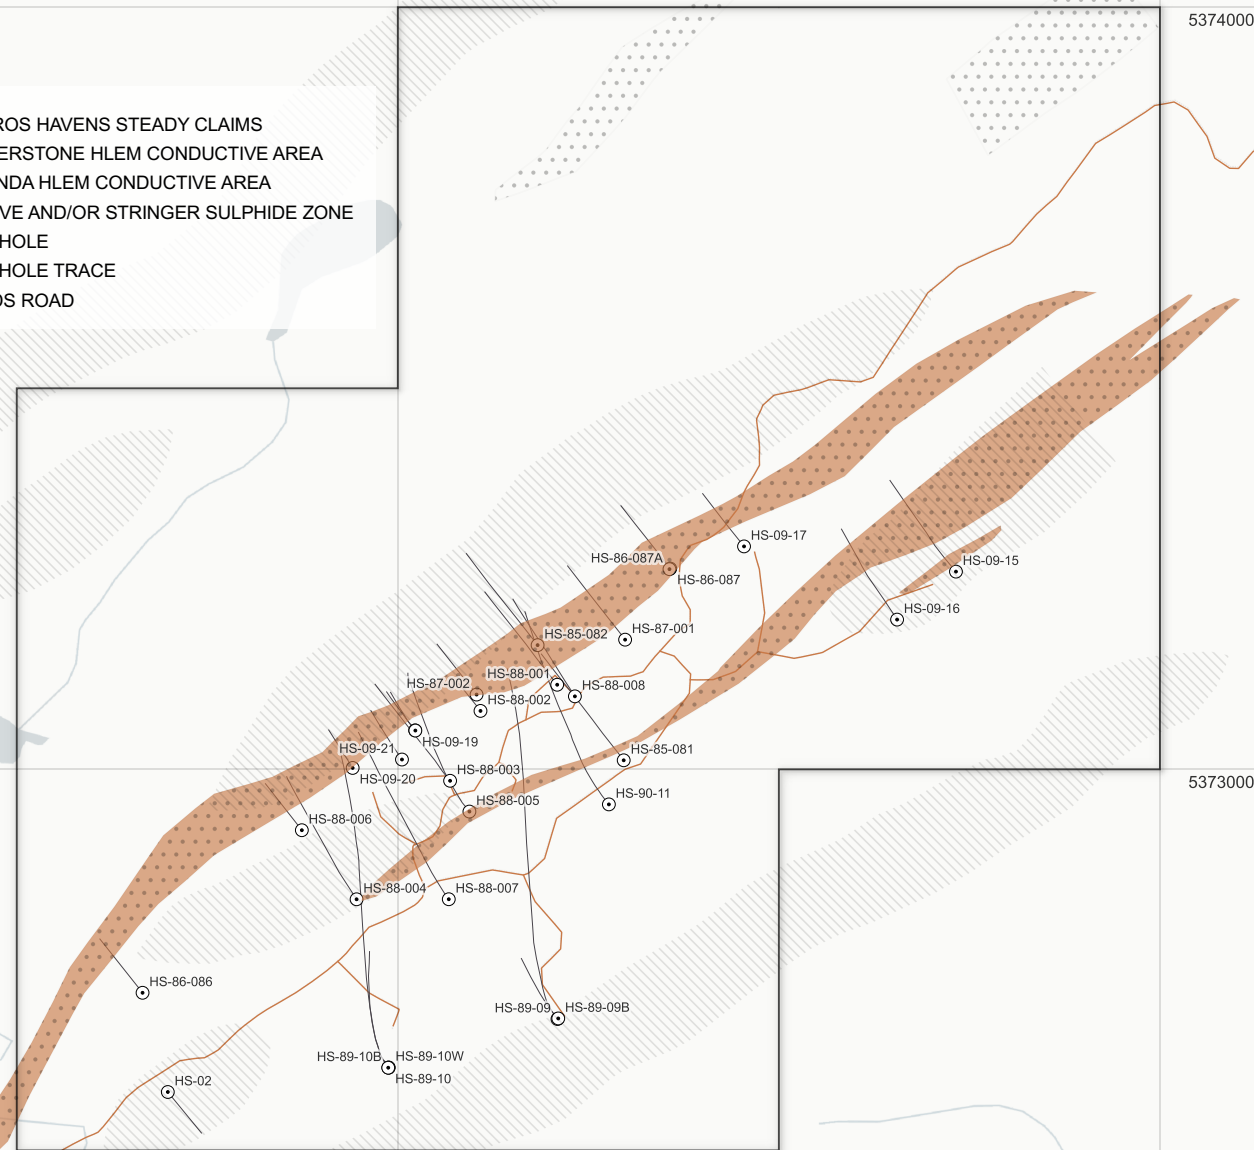 5374000
ROS HAVENS STEADY CLAIMS
ERSTONE HLEM CONDUCTIVE AREA
NDA HLEM CONDUCTIVE AREA
VE AND/OR STRINGER SULPHIDE ZONE
HOLE
HOLE TRACE
OS ROAD
HS-09-17
HS-86-087A
HS-86-087
HS-09-15
HS-09-16
HS-87-001
HS-85-082
HS-88-001
HS-87-002
HS-88-008
HS-88-002
HS-09-19
HS-09-21
HS-85-081
HS-88-003
HS-09-20
5373000
HS-88-005
HS-90-11
HS-88-006
HS-88-004
HS-88-007
HS-86-086
HS-89-09
HS-89-09B
HS-89-10B
HS-89-10W
HS-89-10
HS-02